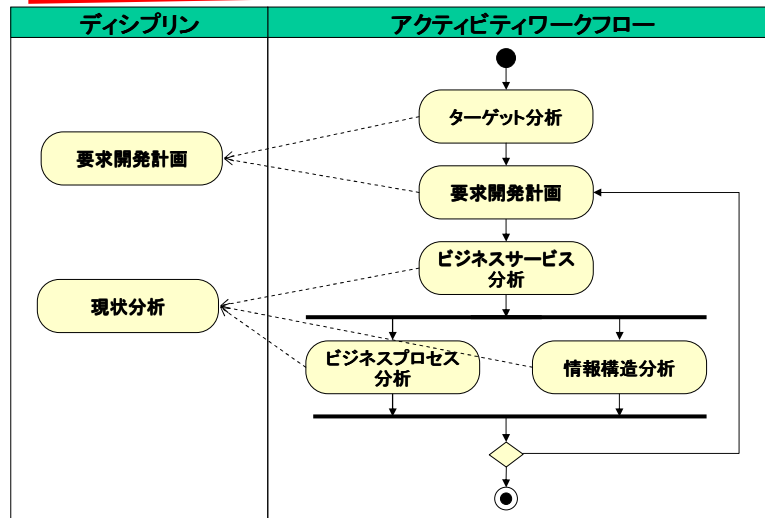 ディシプリン
アクティビティワークフロー
ターゲット分析
要求開発計画
要求開発計画
ビジネスサービス
分析
現状分析
ビジネスプロセス
分析
情報構造分析